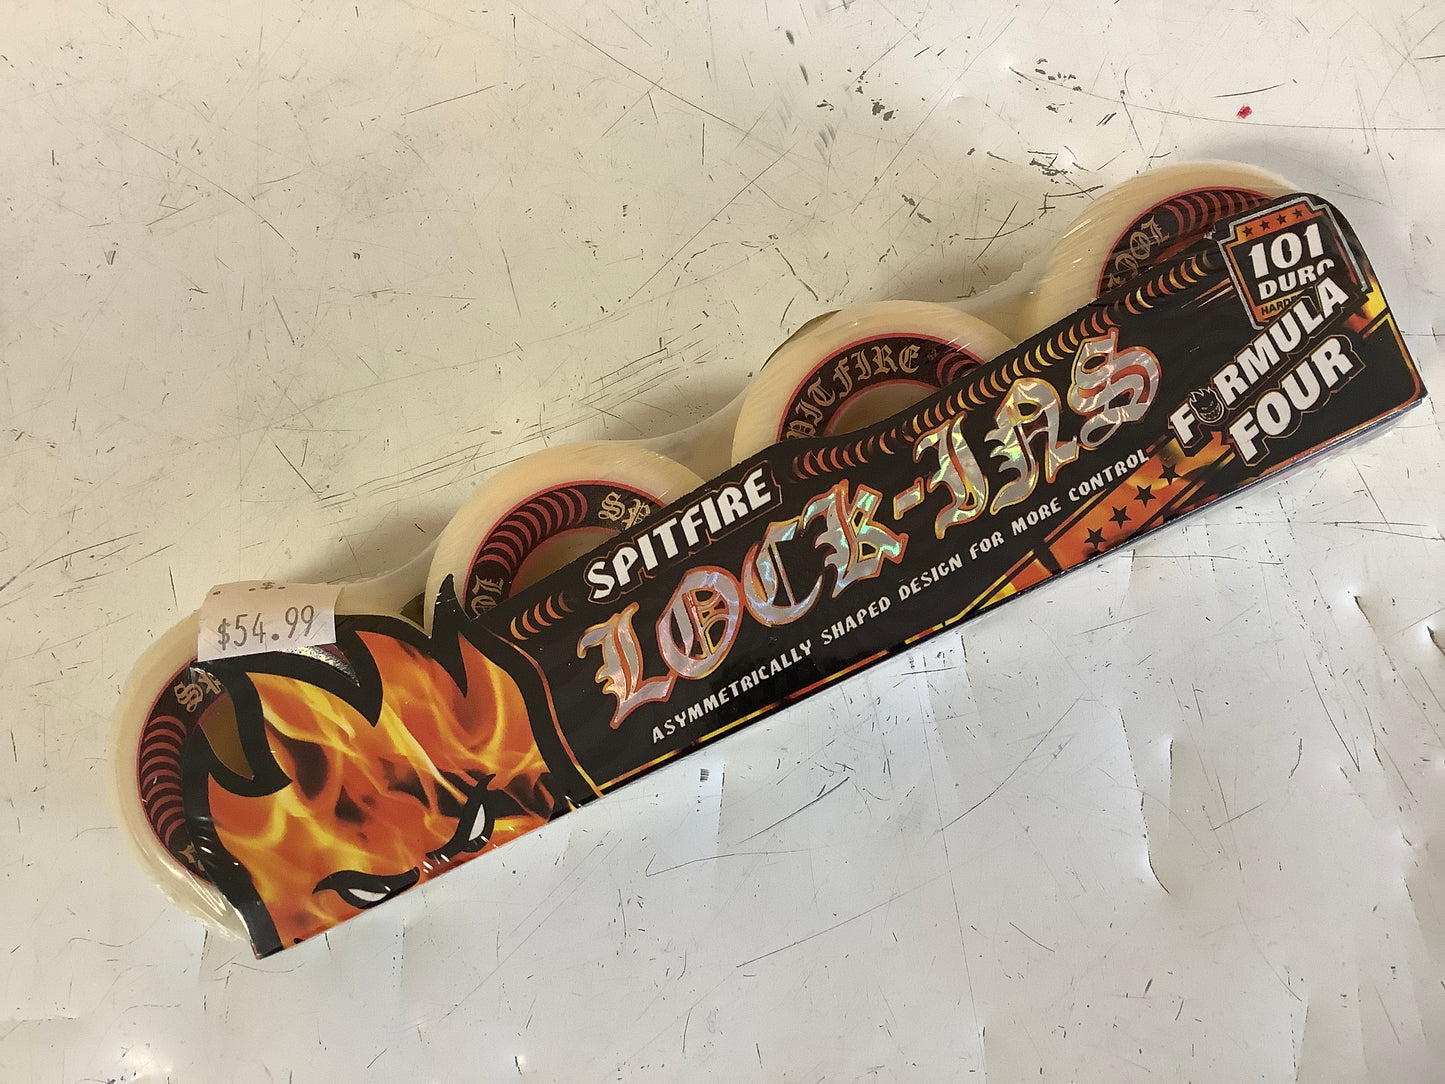 $54.99
SPITFIRE
LOCK-INS
ASYMMETRICALLY SHAPED DESIGN FOR MORE CONTROL
101
DURO
FORMULA
FOUR
SPITFIRE